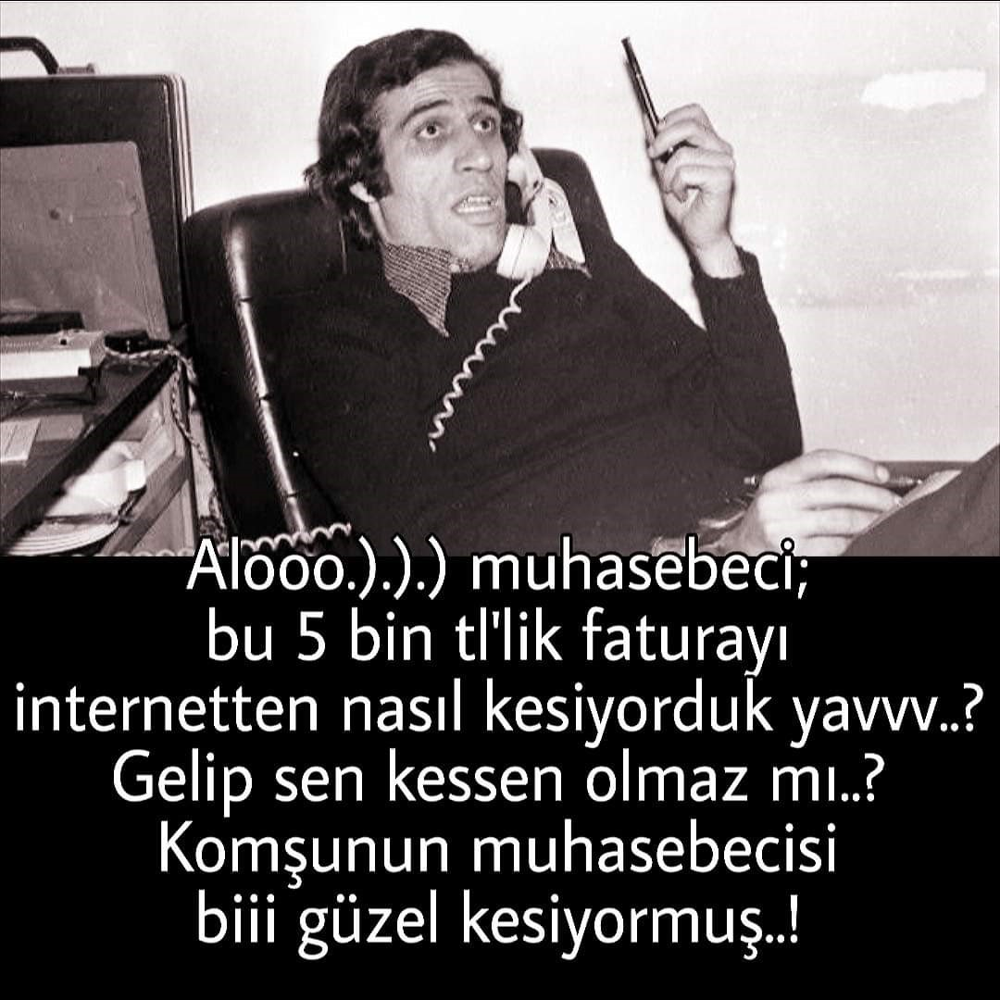 Alooo.).).) muhasebeci;
bu 5 bin tl'lik faturayı
internetten nasıl kesiyorduk yavvv..?
Gelip sen kessen olmaz mı..?
Komşunun muhasebecisi
biii güzel kesiyormuş..!